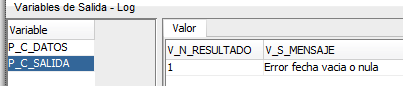 Variables de Salida - Log
Variable
P_C_DATOS
P_C_SALIDA
Valor
V_N_RESULTADO V_S_MENSAJE
1 Error fecha vacia o nula